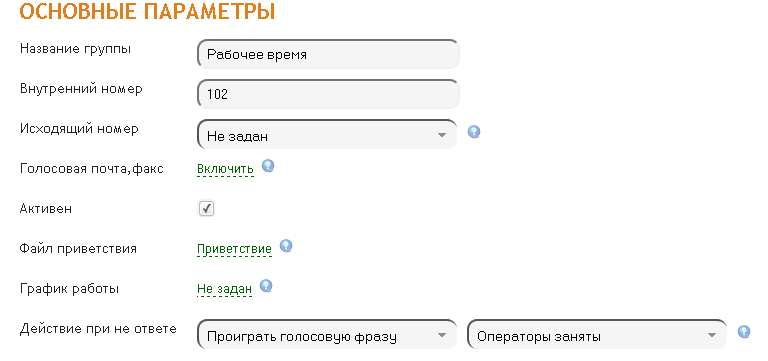 ОСНОВНЫЕ ПАРАМЕТРЫ
Название группы Рабочее время
Внутренний номер 102
Исходящий номер Не задан
Голосовая почта,факс Включить
Активен
Файл приветствия Приветствие
График работы Не задан
Действие при не ответе Проиграть голосовую фразу Операторы заняты